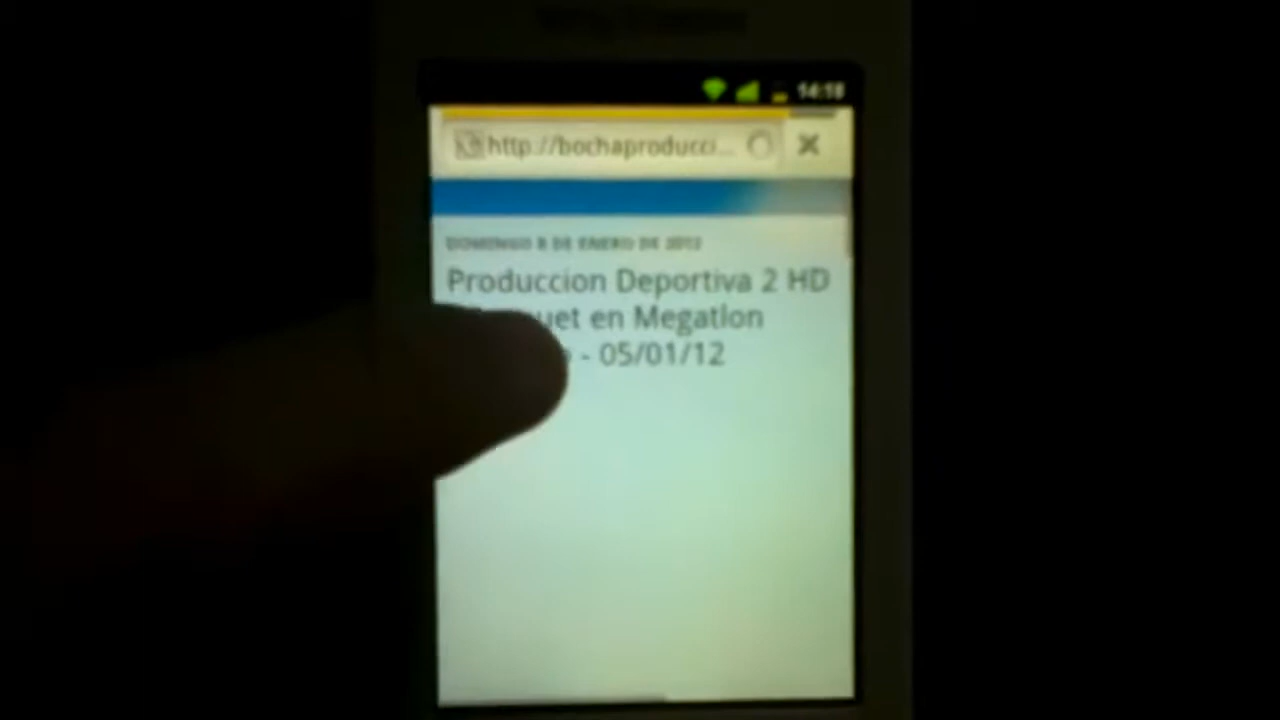 14:18
http://bochaproducci...
DOMINGO 8 DE ENERO DE 2012
Produccion Deportiva 2 HD
en Megatlon
- 05/01/12